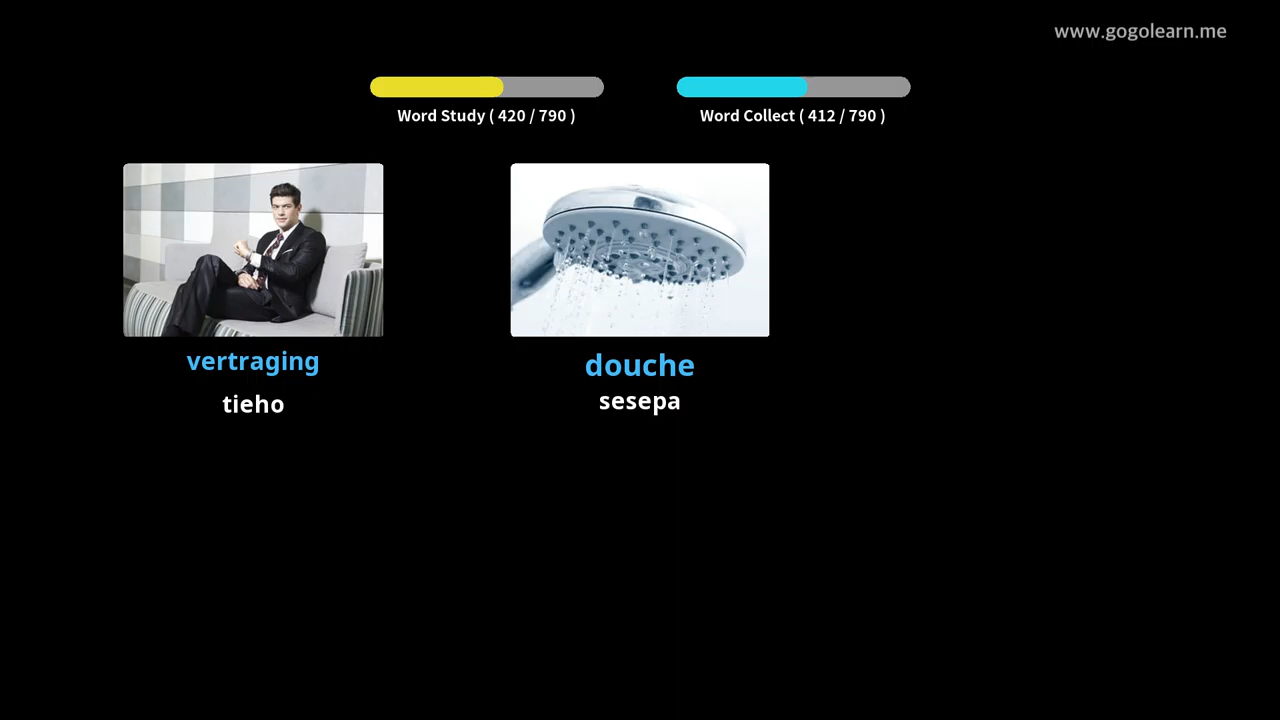 www.gogolearn.me
Word Study ( 420 / 790 )
Word Collect ( 412 / 790 )
vertraging
tieho
douche
sesepa